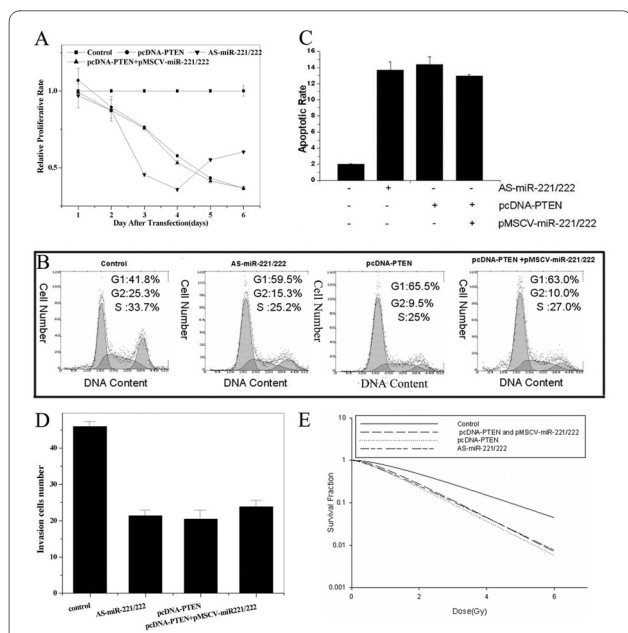 A
Control pcDNA-PTEN AS-miR-221/222
pcDNA-PTEN+pMSCV-miR-221/222
Relative Proliferative Rate
1.0
0.5
1 2 3 4 5 6
Day After Transfection(days)
C
Apoptotic Rate
16
14
12
10
8
6
4
2
0
- + - - AS-miR-221/222
- - + + pcDNA-PTEN
- - - + pMSCV-miR-221/222
B
Control
G1:41.8%
G2:25.3%
S :33.7%
Cell Number
DNA Content
AS-miR-221/222
G1:59.5%
G2:15.3%
S :25.2%
Cell Number
DNA Content
pcDNA-PTEN
G1:65.5%
G2:9.5%
S:25%
Cell Number
DNA Content
pcDNA-PTEN +pMSCV-miR-221/222
G1:63.0%
G2:10.0%
S :27.0%
Cell Number
DNA Content
D
Invasion cells number
40
30
20
10
0
control
AS-miR-221/222
pcDNA-PTEN
pcDNA-PTEN+pMSCV-miR221/222
E
Control
pcDNA-PTEN and pMSCV-miR-221/222
pcDNA-PTEN
AS-miR-221/222
Survival Fraction
1
0.1
0.01
0.001
0 2 4 6
Dose(Gy)